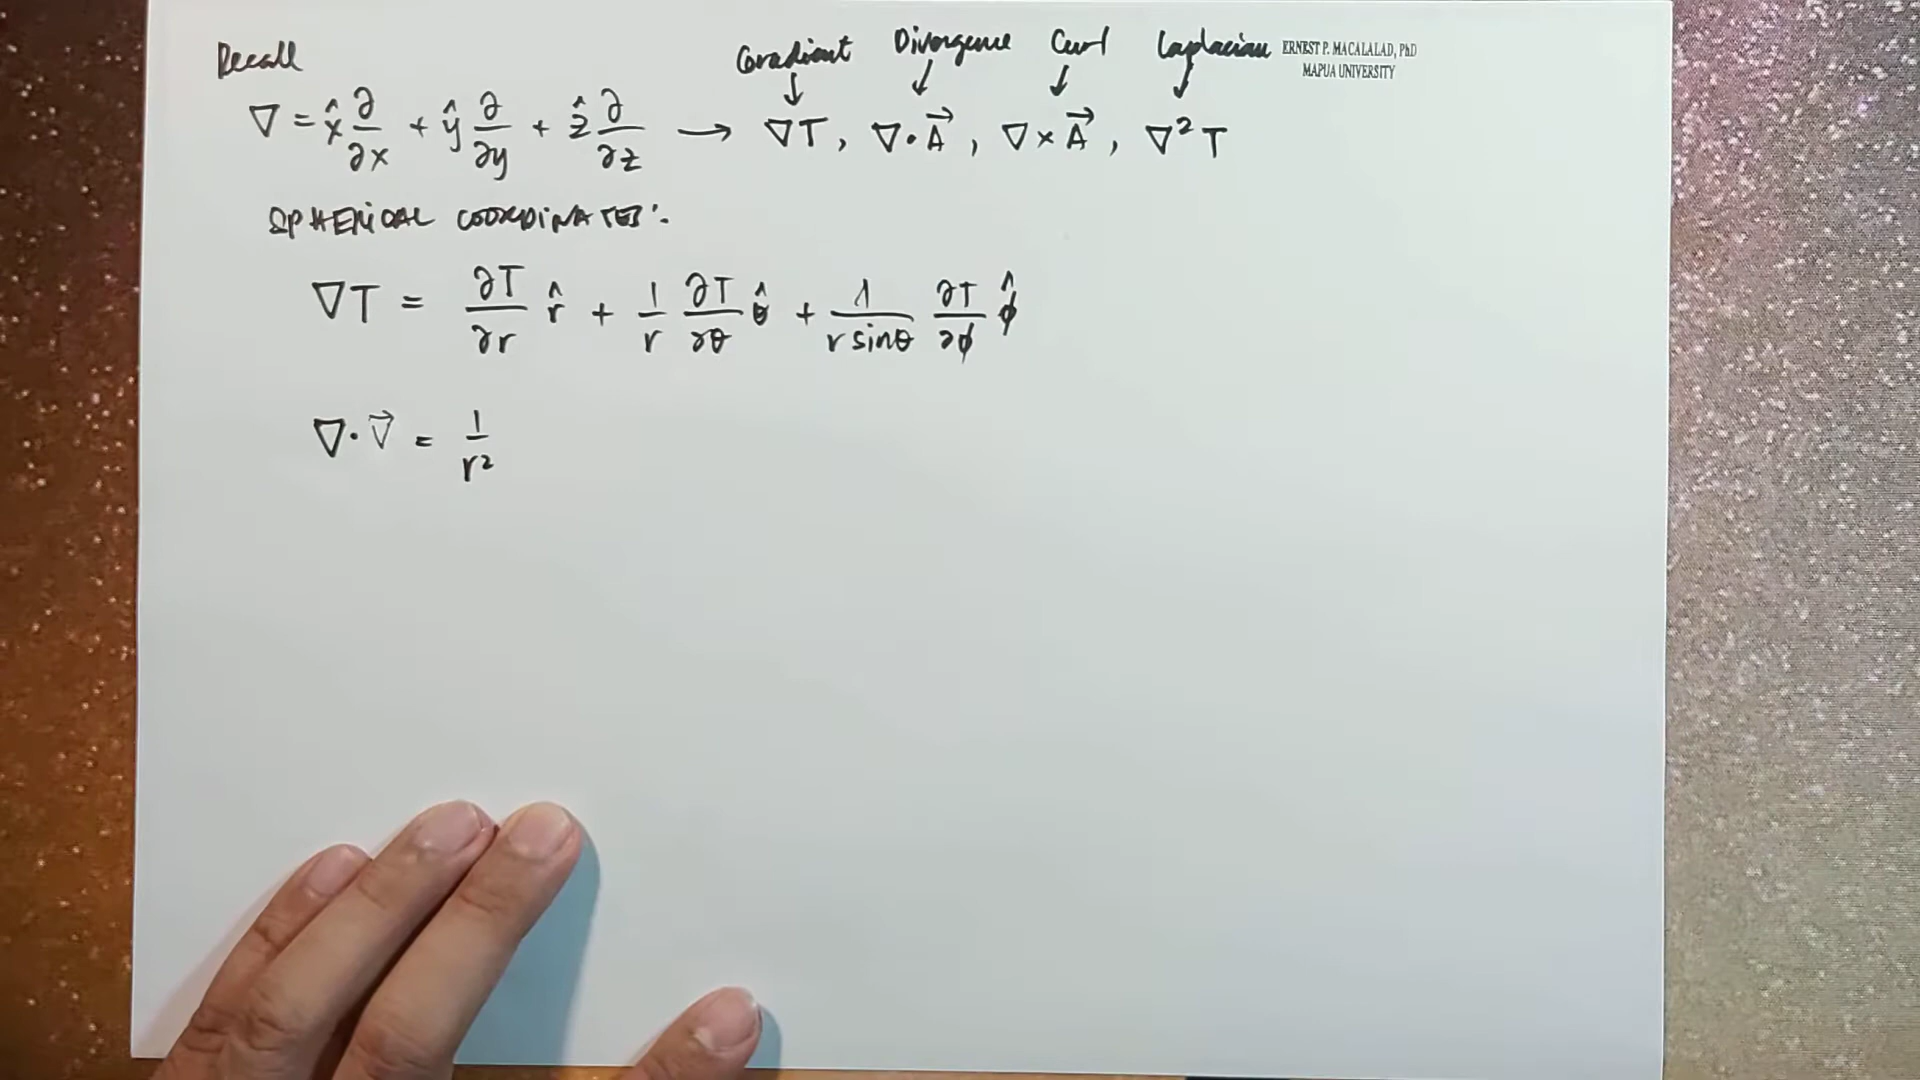 Recall
Gradient Divergence Curl Laplacian ERNEST P. MACALALAD, PhD
MAPUA UNIVERSITY
↓ ↓ ↓ ↓
∇ = x̂ ∂/∂x + ŷ ∂/∂y + ẑ ∂/∂z → ∇T, ∇·A⃗, ∇×A⃗, ∇²T
SPHERICAL COORDINATES:
∇T = ∂T/∂r r̂ + 1/r ∂T/∂θ θ̂ + 1/(r sinθ) ∂T/∂ϕ ϕ̂
∇·V⃗ = 1/r²